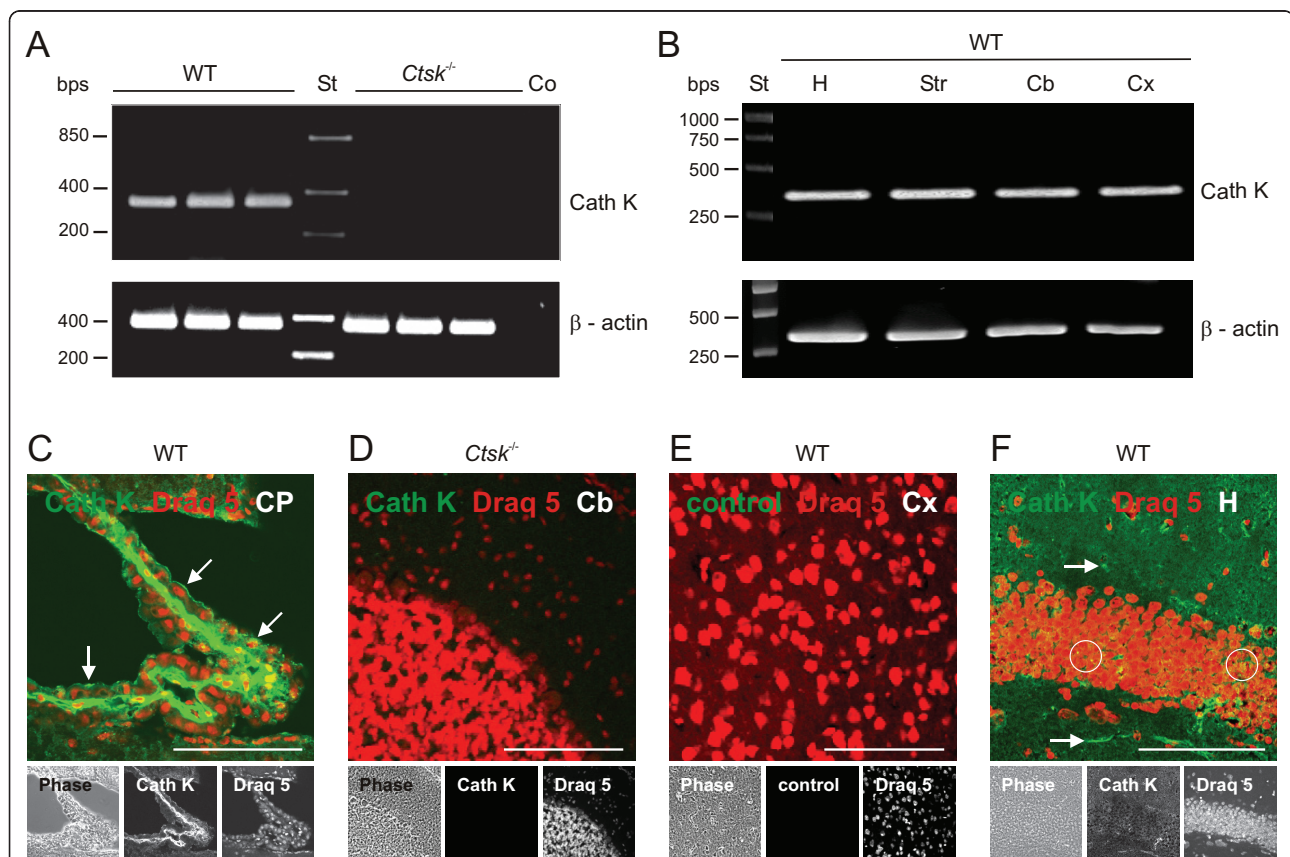 A
B
WT
bps WT St Ctsk-/- Co
bps St H Str Cb Cx
850
400
200
Cath K
1000
750
500
250
Cath K
400
200
β - actin
500
250
β - actin
C WT
D Ctsk-/-
E WT
F WT
Cath K Draq 5 CP
Cath K Draq 5 Cb
control Draq 5 Cx
Cath K Draq 5 H
Phase Cath K Draq 5
Phase Cath K Draq 5
Phase control Draq 5
Phase Cath K Draq 5